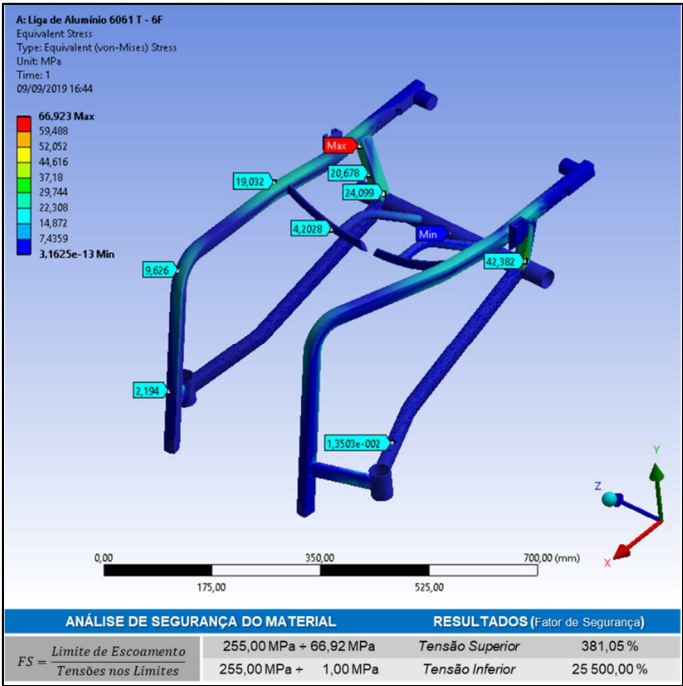 A: Liga de Alumínio 6061 T - 6F
Equivalent Stress
Type: Equivalent (von-Mises) Stress
Unit: MPa
Time: 1
09/09/2019 16:44
66,923 Max
59,488
52,052
44,616
37,18
29,744
22,308
14,872
7,4359
3,1625e-13 Min
Max
20,678
19,032
24,099
4,2028
Min
42,382
9,626
2,194
1,3503e-002
Y
Z
X
0,00 350,00 700,00 (mm)
175,00 525,00
ANÁLISE DE SEGURANÇA DO MATERIAL RESULTADOS (Fator de Segurança)
FS = Limite de Escoamento / Tensões nos Limites
255,00 MPa ÷ 66,92 MPa Tensão Superior 381,05 %
255,00 MPa ÷ 1,00 MPa Tensão Inferior 25 500,00 %